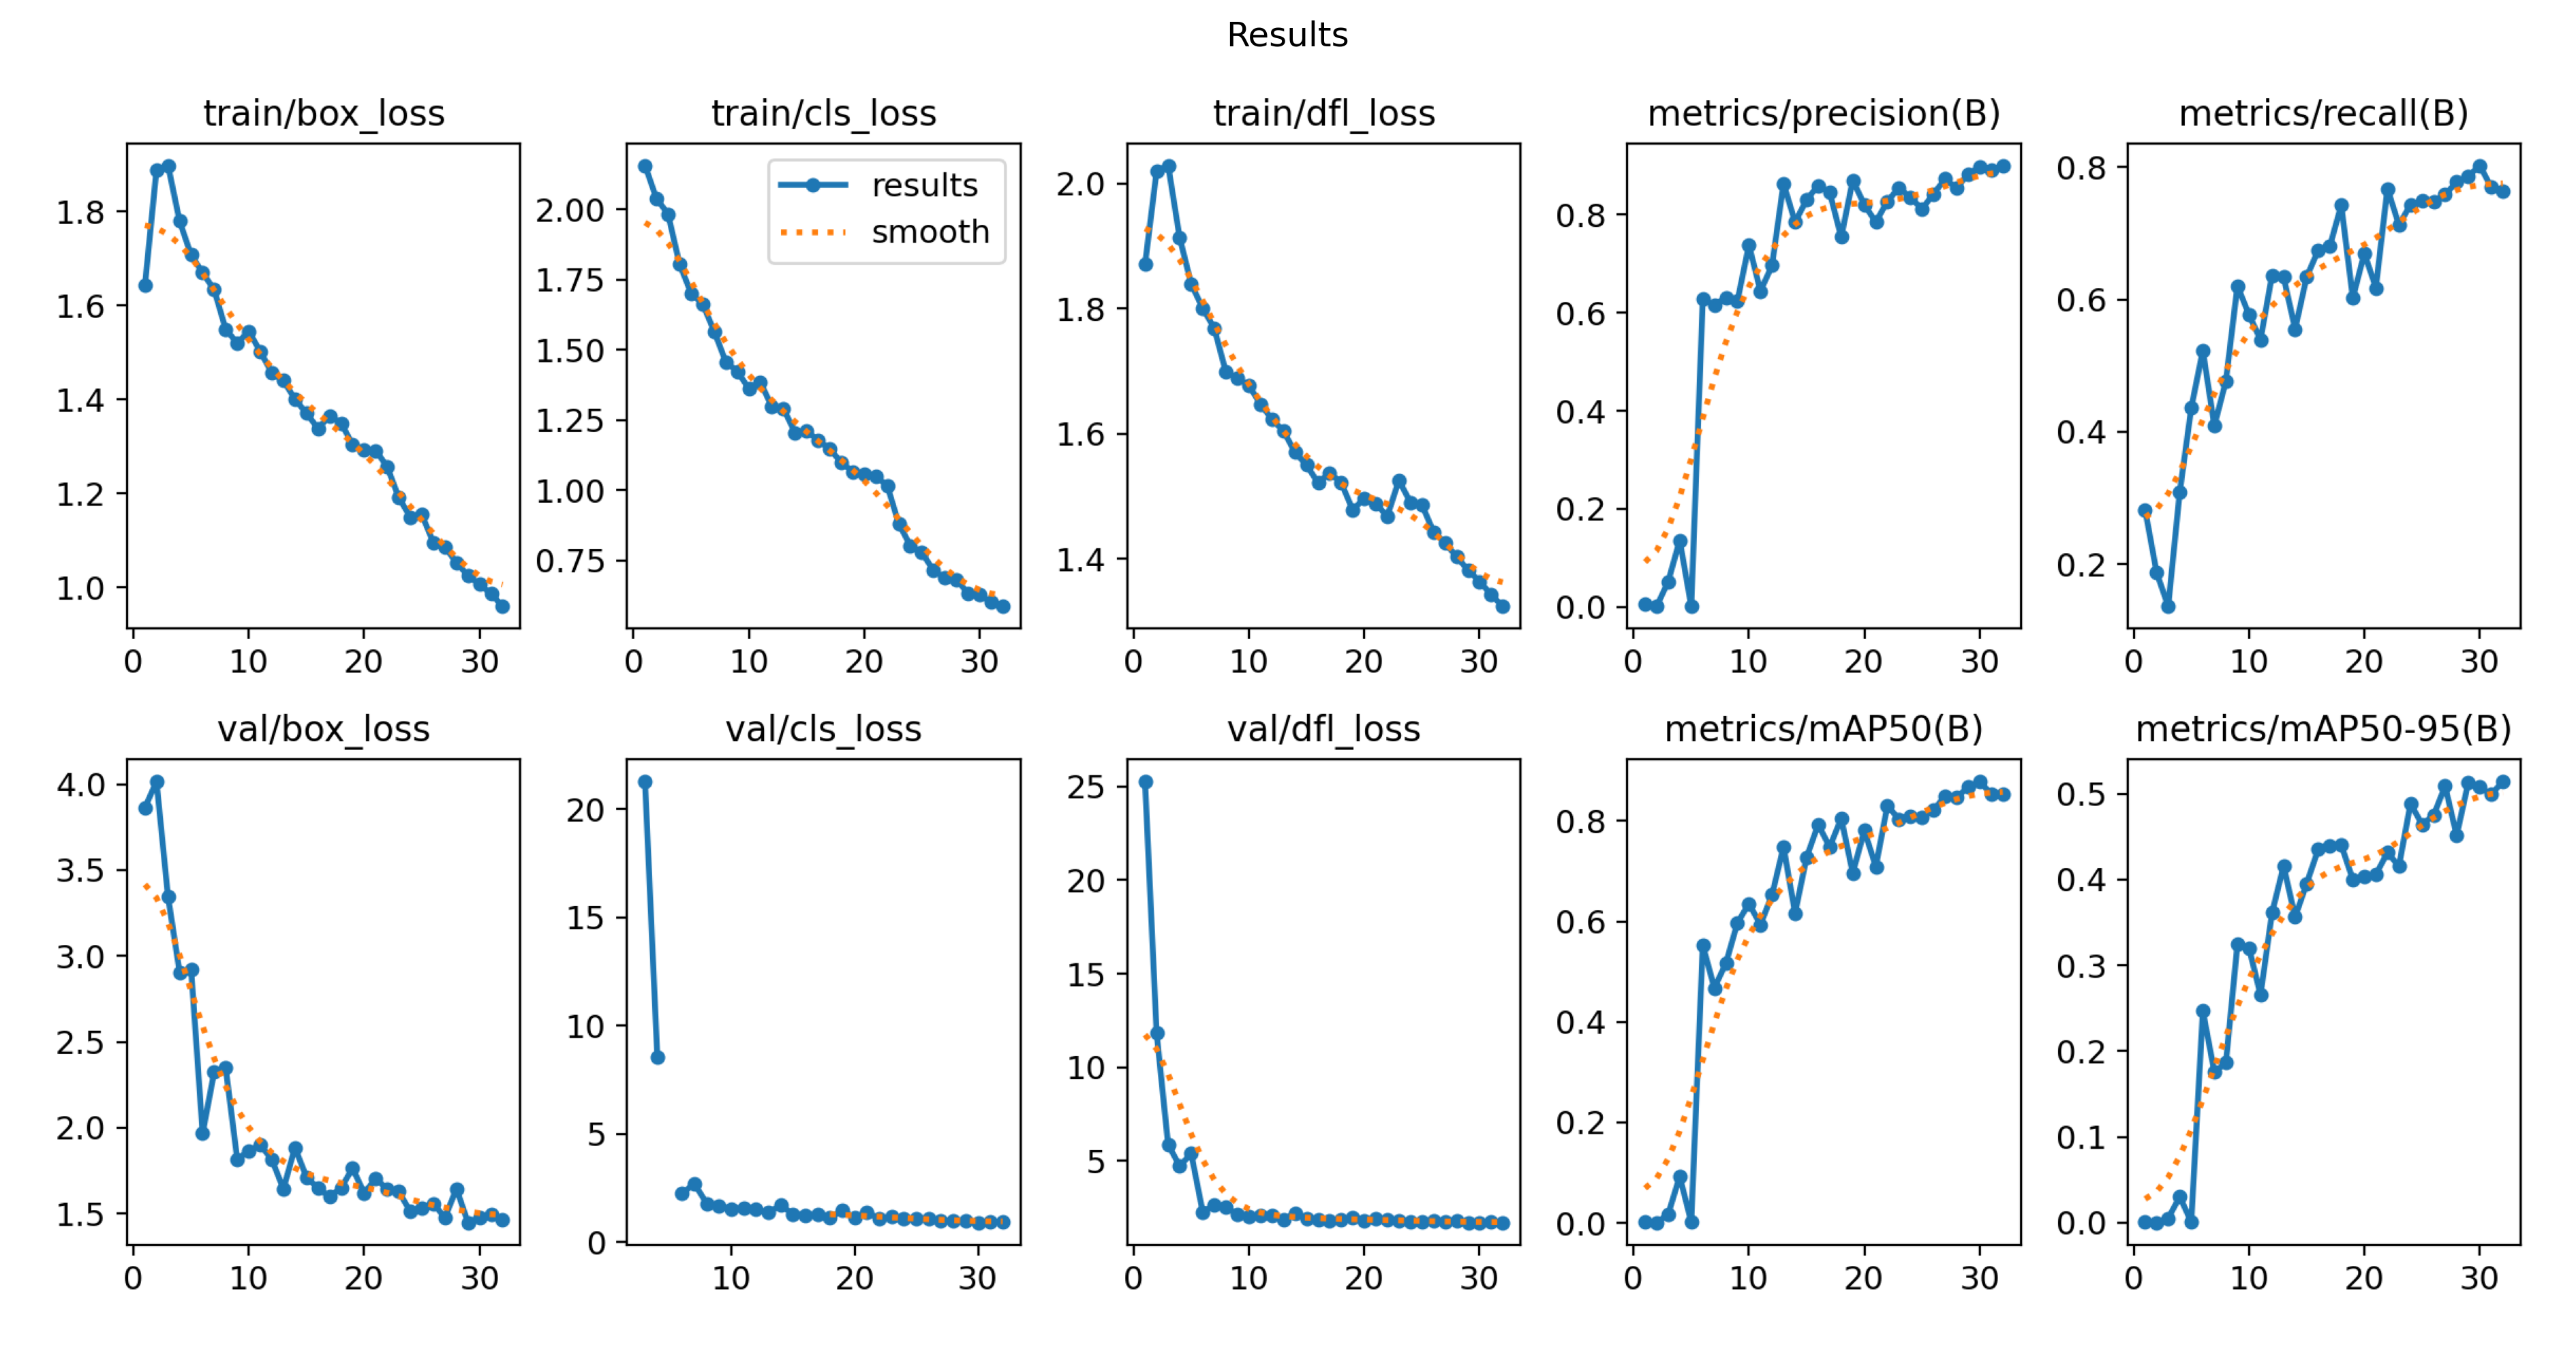 Results
train/box_loss
1.8
1.6
1.4
1.2
1.0
0 10 20 30
train/cls_loss
results
smooth
2.00
1.75
1.50
1.25
1.00
0.75
0 10 20 30
train/dfl_loss
2.0
1.8
1.6
1.4
0 10 20 30
metrics/precision(B)
0.8
0.6
0.4
0.2
0.0
0 10 20 30
metrics/recall(B)
0.8
0.6
0.4
0.2
0 10 20 30
val/box_loss
4.0
3.5
3.0
2.5
2.0
1.5
0 10 20 30
val/cls_loss
20
15
10
5
0
10 20 30
val/dfl_loss
25
20
15
10
5
0 10 20 30
metrics/mAP50(B)
0.8
0.6
0.4
0.2
0.0
0 10 20 30
metrics/mAP50-95(B)
0.5
0.4
0.3
0.2
0.1
0.0
0 10 20 30